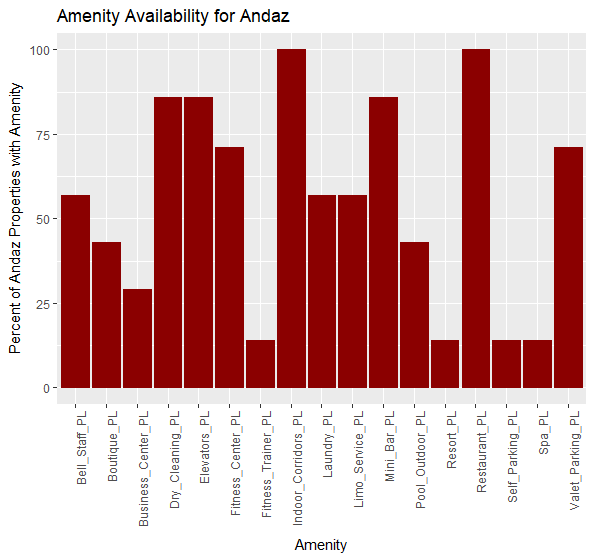 Amenity Availability for Andaz
Percent of Andaz Properties with Amenity
100
75
50
25
0
Bell_Staff_PL
Boutique_PL
Business_Center_PL
Dry_Cleaning_PL
Elevators_PL
Fitness_Center_PL
Fitness_Trainer_PL
Indoor_Corridors_PL
Laundry_PL
Limo_Service_PL
Mini_Bar_PL
Pool_Outdoor_PL
Resort_PL
Restaurant_PL
Self_Parking_PL
Spa_PL
Valet_Parking_PL
Amenity